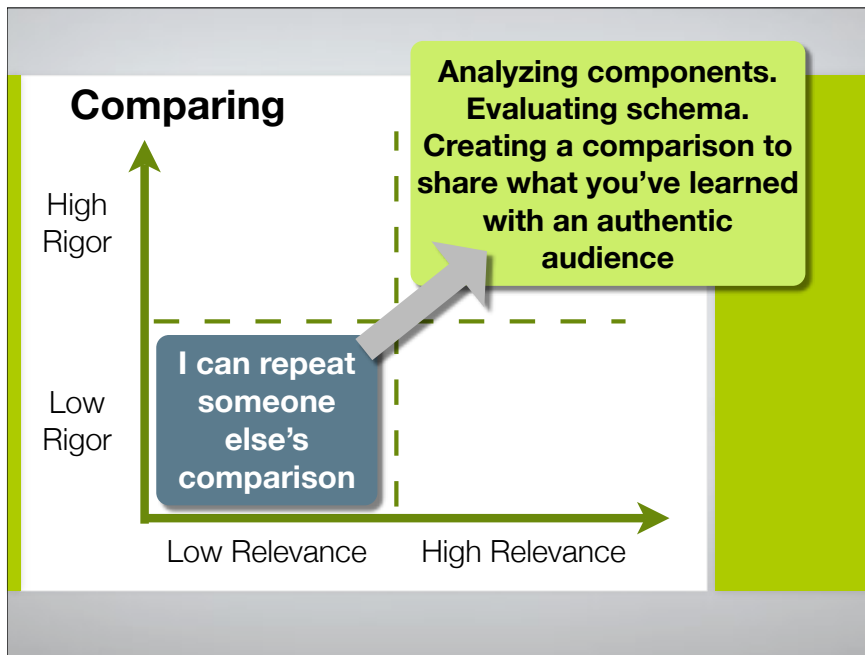 Comparing
Analyzing components.
Evaluating schema.
Creating a comparison to
share what you’ve learned
with an authentic
audience
High
Rigor
I can repeat
someone
else’s
comparison
Low
Rigor
Low Relevance
High Relevance